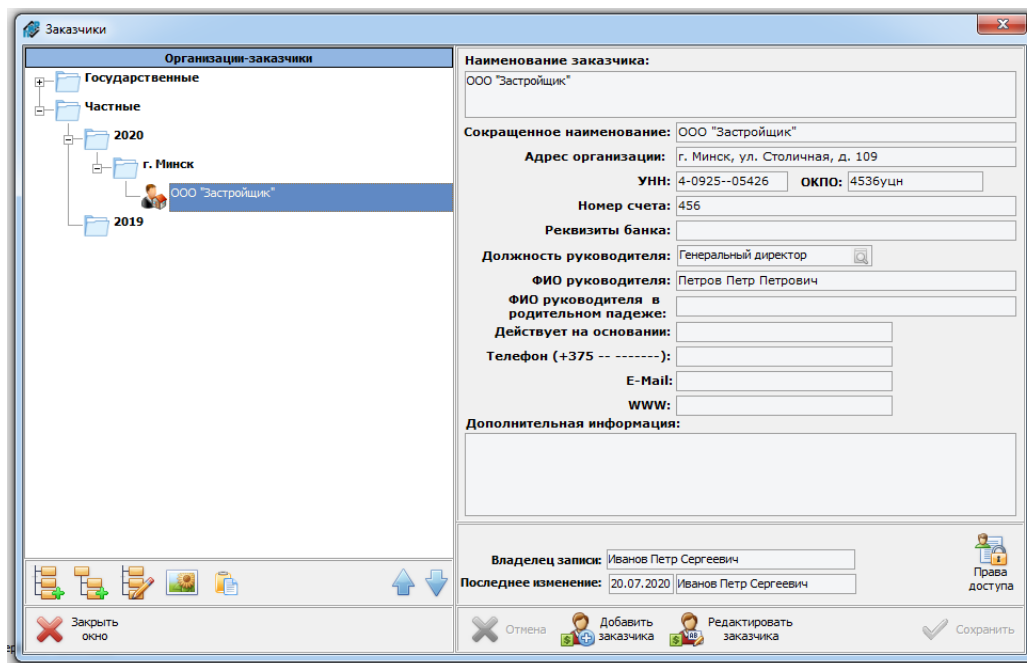 Заказчики
Организации-заказчики
Государственные
Частные
2020
г. Минск
ООО "Застройщик"
2019
Закрыть
окно
Наименование заказчика:
ООО "Застройщик"
Сокращенное наименование: ООО "Застройщик"
Адрес организации: г. Минск, ул. Столичная, д. 109
УНН: 4-0925--05426 ОКПО: 4536уцн
Номер счета: 456
Реквизиты банка:
Должность руководителя: Генеральный директор
ФИО руководителя: Петров Петр Петрович
ФИО руководителя в
родительном падеже:
Действует на основании:
Телефон (+375 -- -------):
E-Mail:
WWW:
Дополнительная информация:
Владелец записи: Иванов Петр Сергеевич
Последнее изменение: 20.07.2020 Иванов Петр Сергеевич
Права
доступа
Отмена
Добавить
заказчика
Редактировать
заказчика
Сохранить